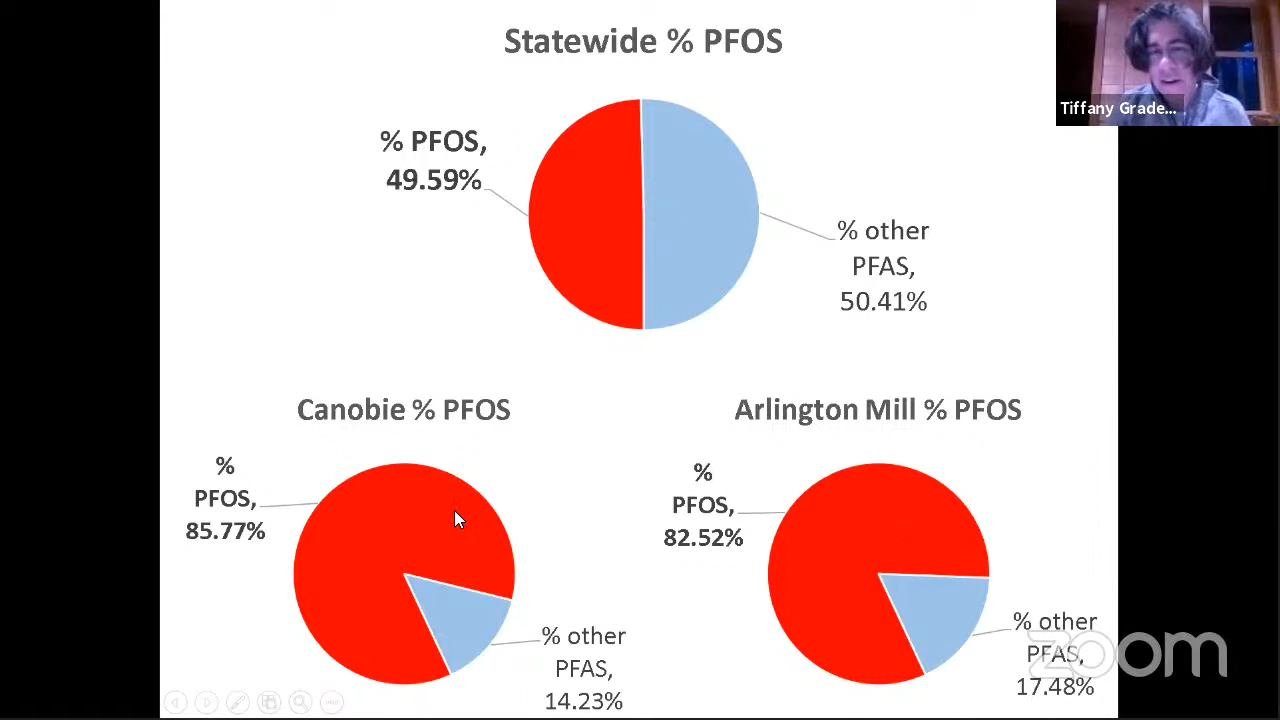 Statewide % PFOS
Tiffany Grade...
% PFOS,
49.59%
% other
PFAS,
50.41%
Canobie % PFOS
%
PFOS,
85.77%
% other
PFAS,
14.23%
Arlington Mill % PFOS
%
PFOS,
82.52%
% other
PFAS,
17.48%
zoom